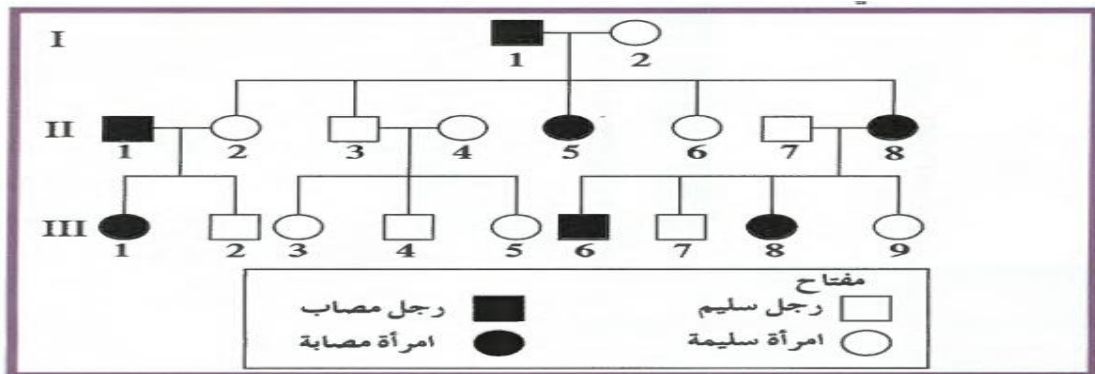 I
1 2
II
1 2 3 4 5 6 7 8
III
1 2 3 4 5 6 7 8 9
مفتاح
رجل سليم رجل مصاب
امرأة سليمة امرأة مصابة